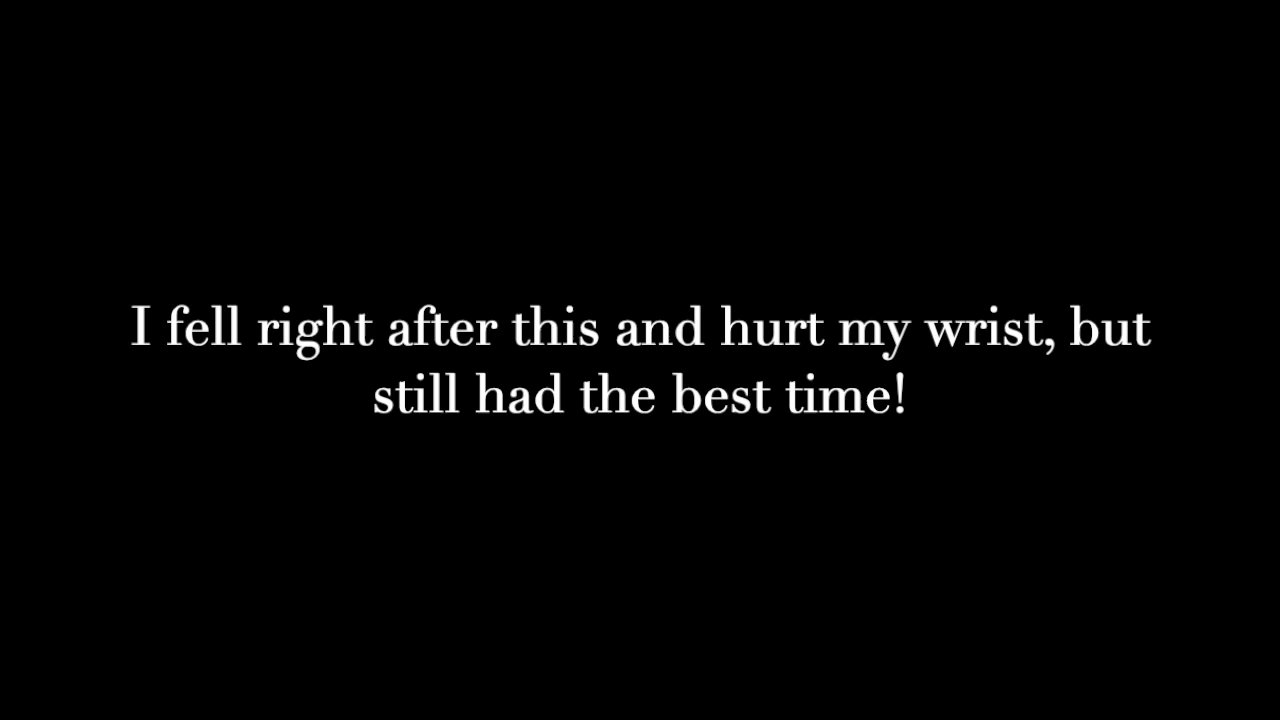 I fell right after this and hurt my wrist, but
still had the best time!